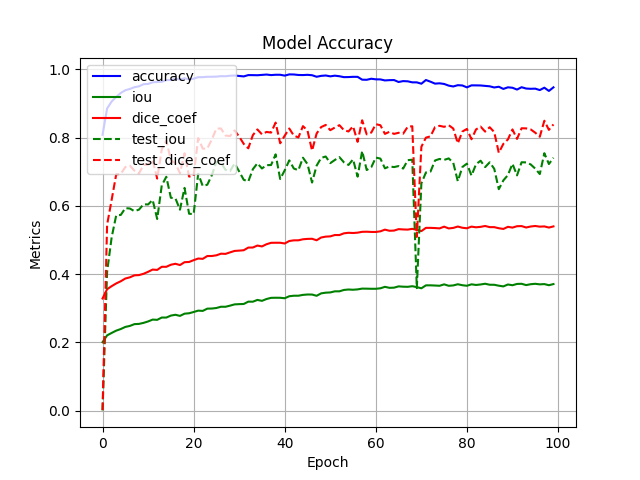 Model Accuracy
1.0
0.8
0.6
0.4
0.2
0.0
Metrics
accuracy
iou
dice_coef
test_iou
test_dice_coef
0 20 40 60 80 100
Epoch